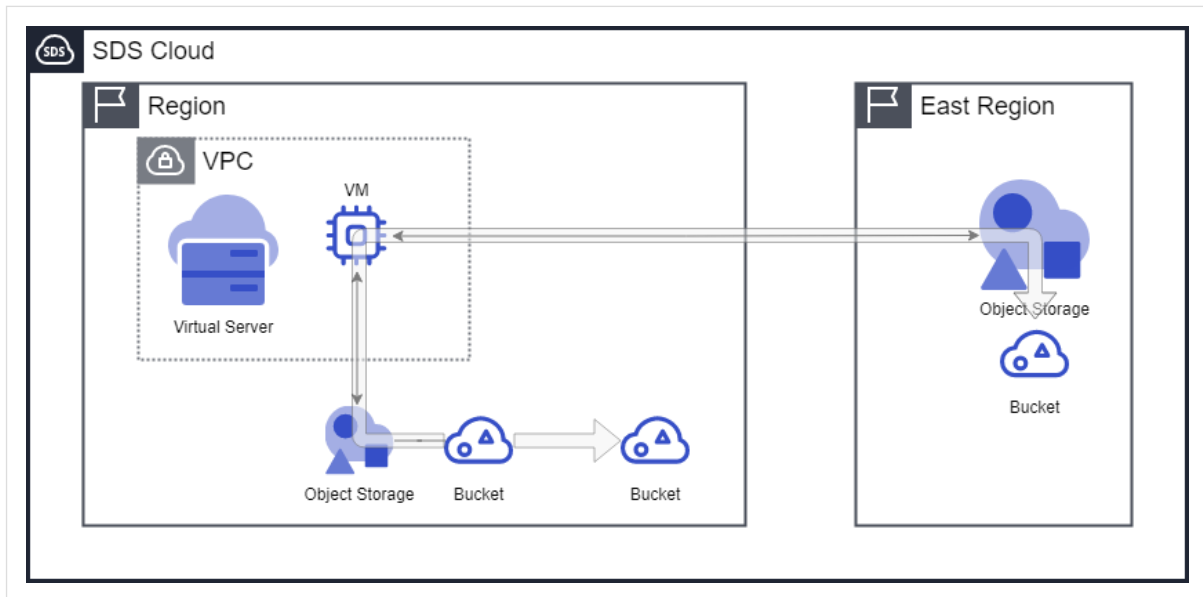 SDS
SDS Cloud
Region
East Region
VPC
VM
Virtual Server
Object Storage
Bucket
Object Storage
Bucket
Bucket